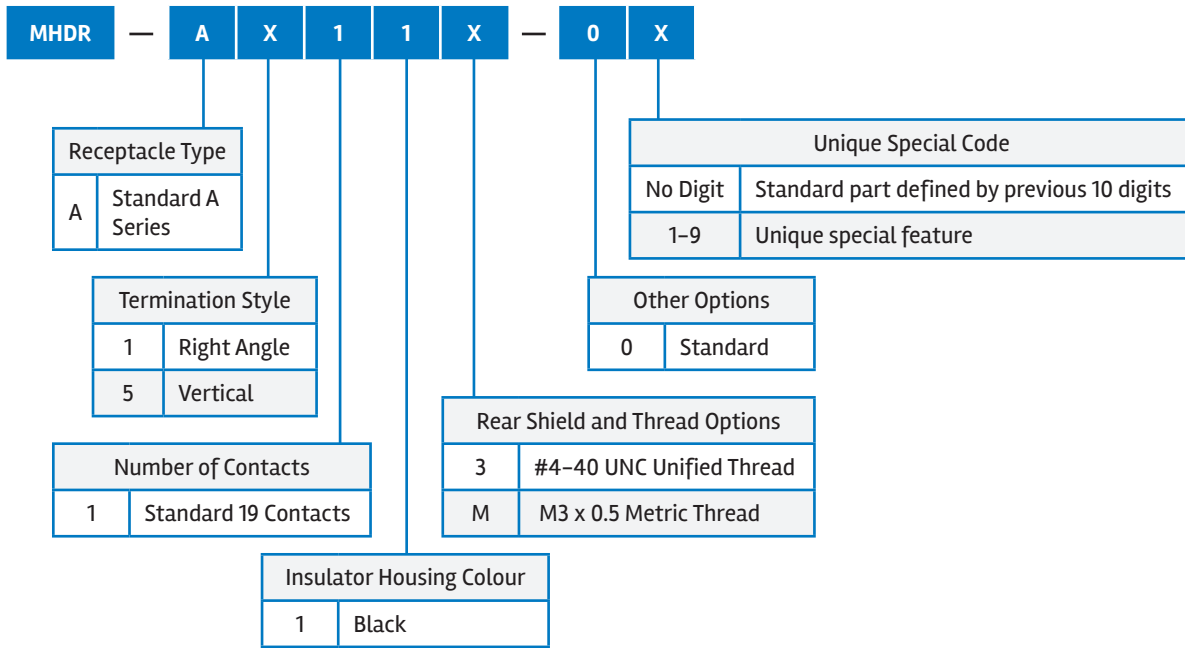 MHDR — A X 1 1 X — 0 X
Receptacle Type
A Standard A
Series
Unique Special Code
No Digit Standard part defined by previous 10 digits
1–9 Unique special feature
Termination Style
1 Right Angle
5 Vertical
Other Options
0 Standard
Rear Shield and Thread Options
3 #4–40 UNC Unified Thread
M M3 x 0.5 Metric Thread
Number of Contacts
1 Standard 19 Contacts
Insulator Housing Colour
1 Black